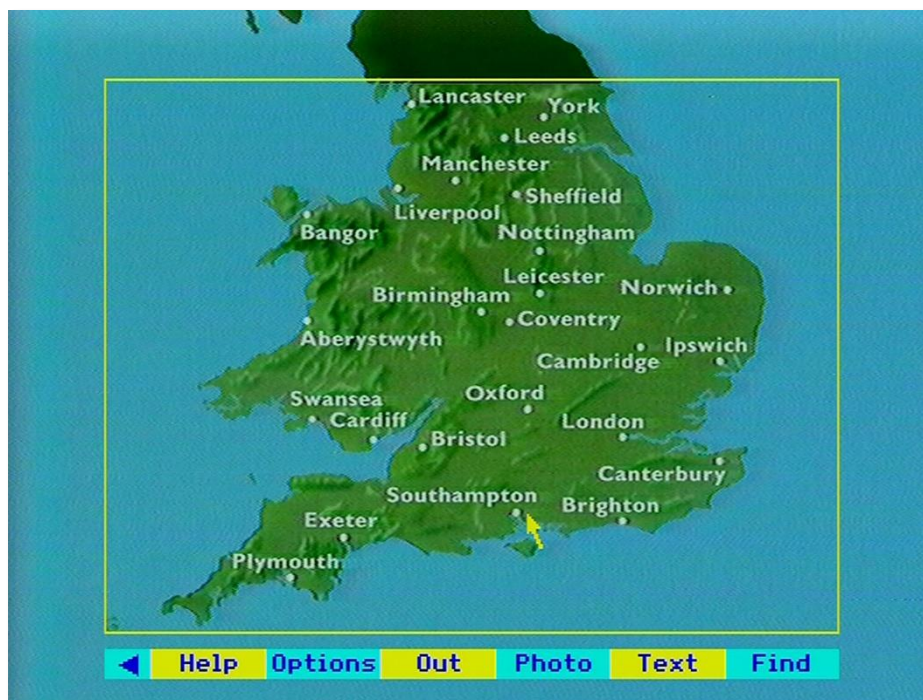 Lancaster
York
Leeds
Manchester
Sheffield
Liverpool
Bangor
Nottingham
Leicester
Norwich
Birmingham
Coventry
Aberystwyth
Ipswich
Cambridge
Swansea
Oxford
Cardiff
London
Bristol
Canterbury
Southampton
Brighton
Exeter
Plymouth
Help Options Out Photo Text Find